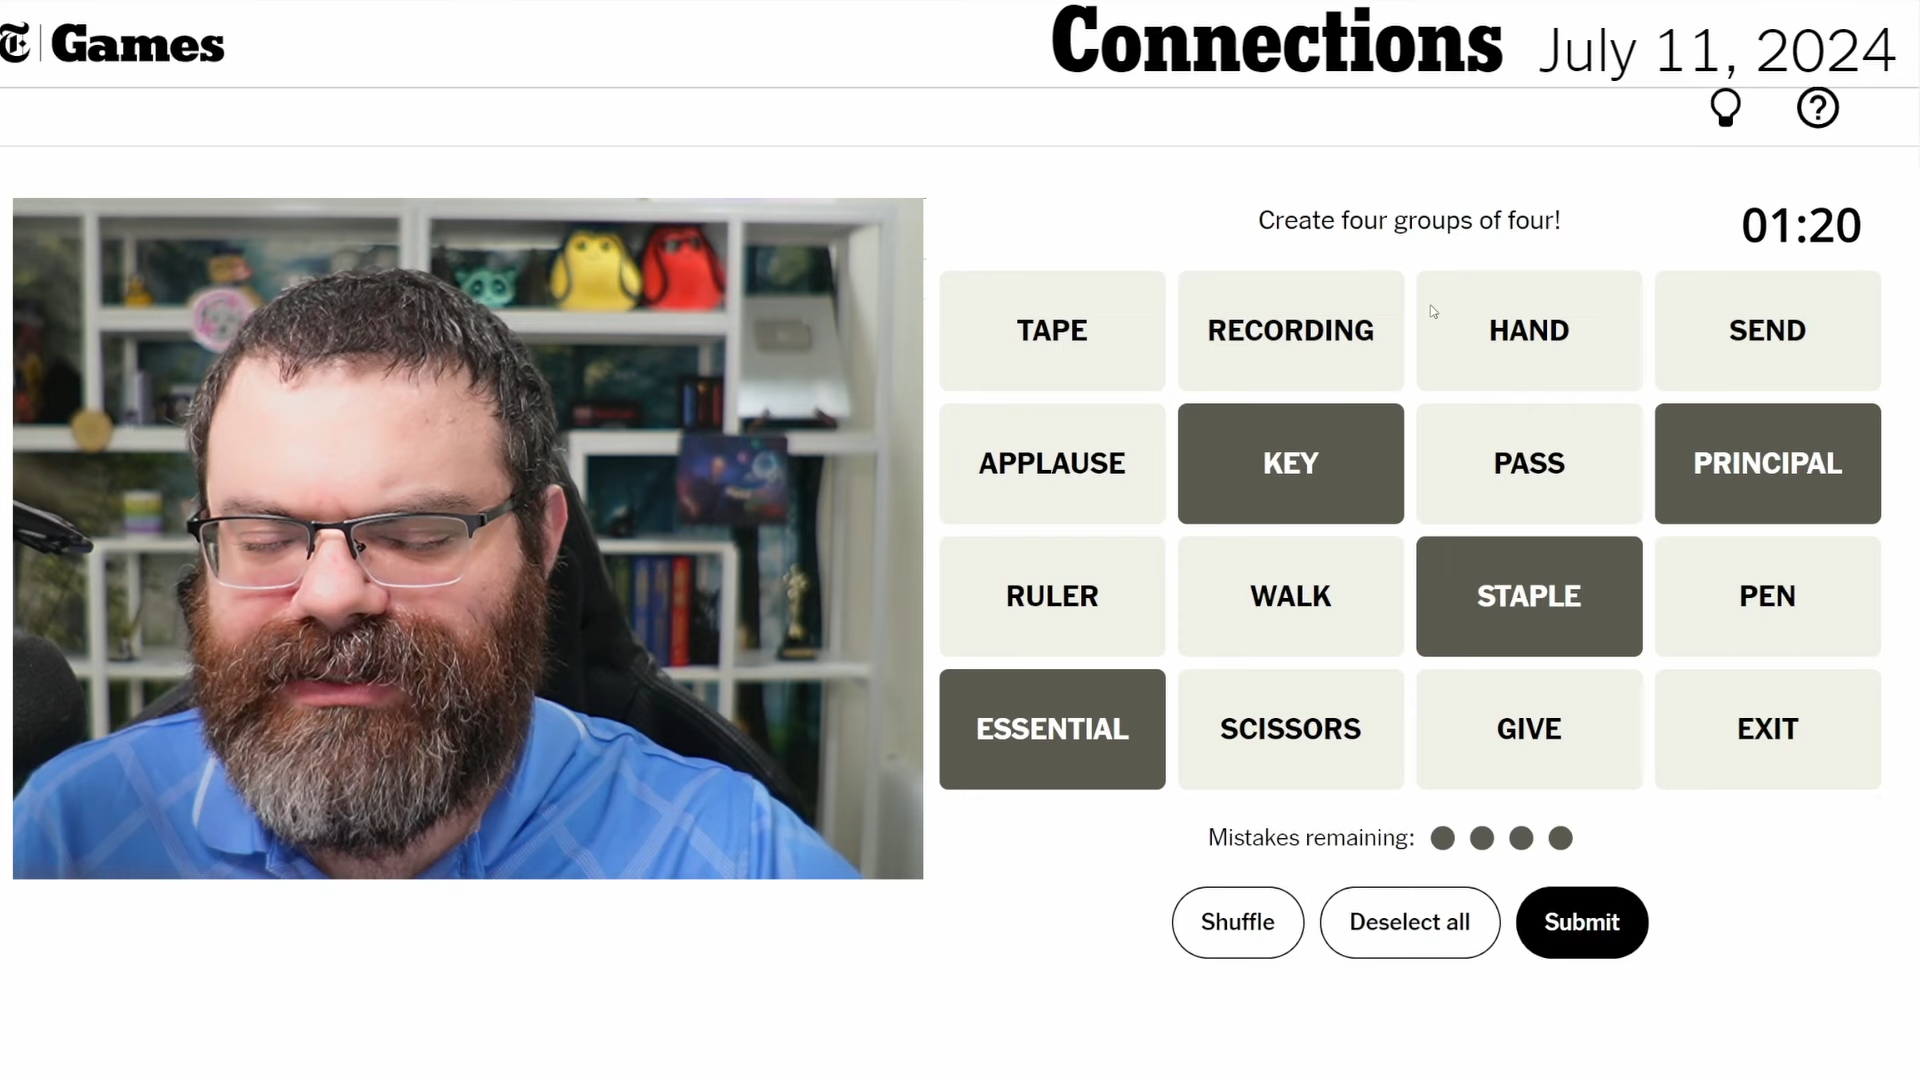 T Games
Connections July 11, 2024
Create four groups of four!
01:20
TAPE RECORDING HAND SEND
APPLAUSE KEY PASS PRINCIPAL
RULER WALK STAPLE PEN
ESSENTIAL SCISSORS GIVE EXIT
Mistakes remaining:
Shuffle Deselect all Submit